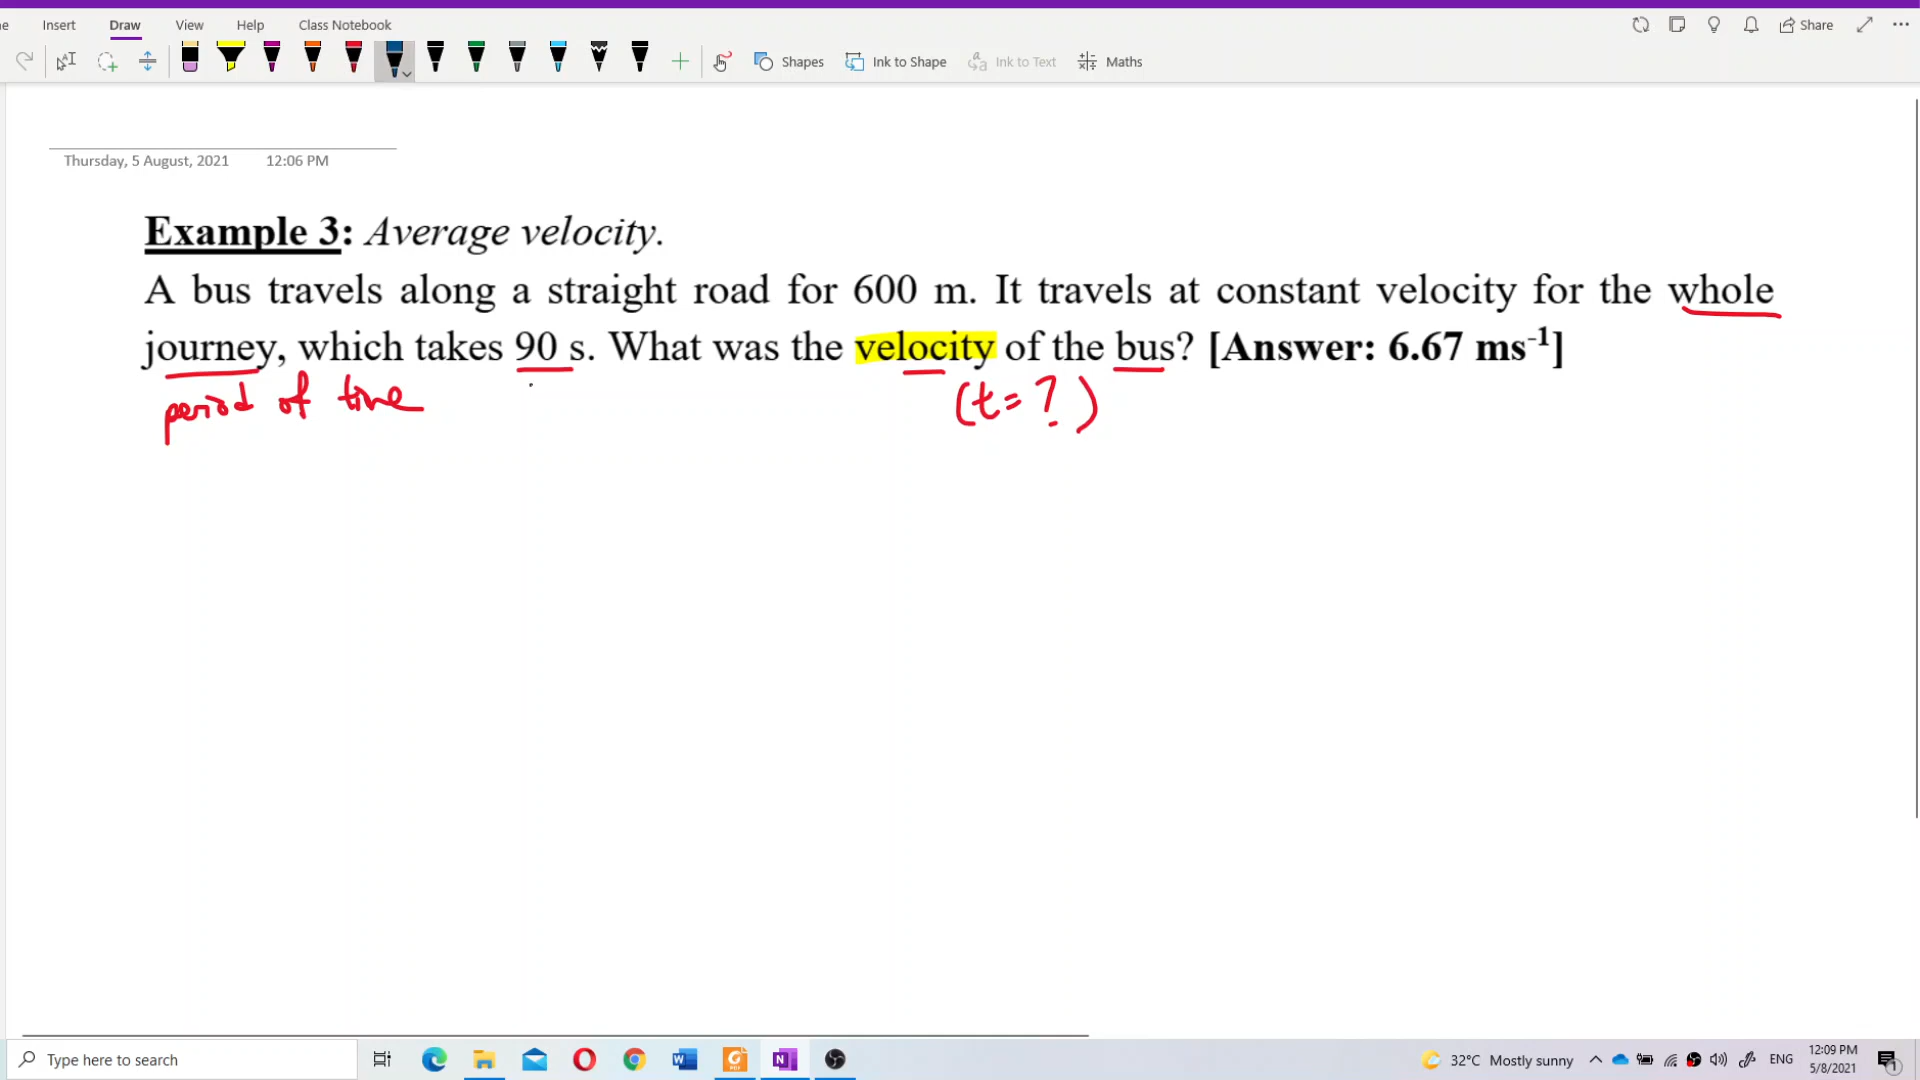 Insert Draw View Help Class Notebook Share
Shapes Ink to Shape Ink to Text Maths
Thursday, 5 August, 2021 12:06 PM
Example 3: Average velocity.
A bus travels along a straight road for 600 m. It travels at constant velocity for the whole
journey, which takes 90 s. What was the velocity of the bus? [Answer: 6.67 ms⁻¹]
period of time (t = ?)
Type here to search 32°C Mostly sunny ENG 12:09 PM
5/8/2021